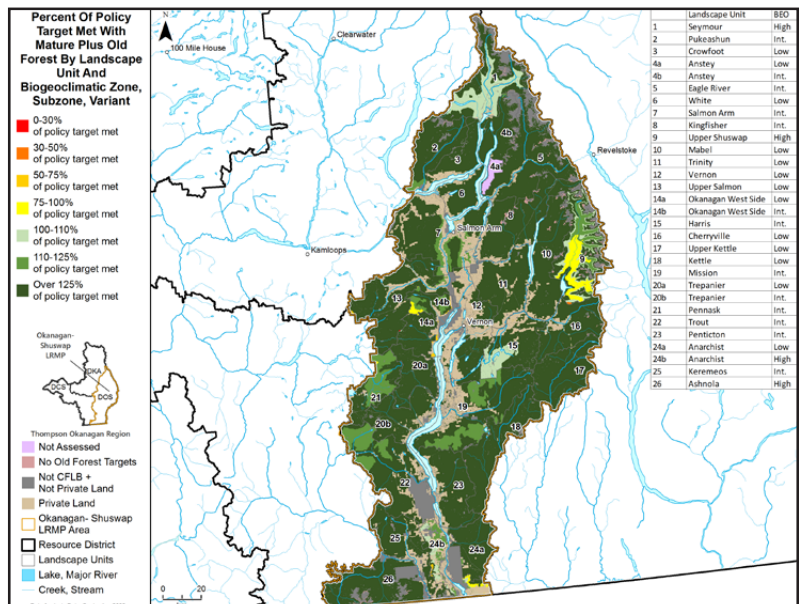 Percent Of Policy
Target Met With
Mature Plus Old
Forest By Landscape
Unit And
Biogeoclimatic Zone,
Subzone, Variant
0-30%
of policy target met
30-50%
of policy target met
50-75%
of policy target met
75-100%
of policy target met
100-110%
of policy target met
110-125%
of policy target met
Over 125%
of policy target met
Okanagan-
Shuswap
LRMP
DKA
DCS
DCS
Thompson Okanagan Region
Not Assessed
No Old Forest Targets
Not CFLB +
Not Private Land
Private Land
Okanagan- Shuswap
LRMP Area
Resource District
Landscape Units
Lake, Major River
Creek, Stream
N
100 Mile House
Clearwater
Revelstoke
Kamloops
Salmon Arm
Vernon
1
2
3
4b
4a
5
6
7
8
9
10
11
12
13
14b
14a
15
16
17
18
19
20a
20b
21
22
23
24b
24a
25
26
0 10 20
Landscape Unit BEO
1 Seymour High
2 Pukeashun Int.
3 Crowfoot Low
4a Anstey Low
4b Anstey Int.
5 Eagle River Int.
6 White Low
7 Salmon Arm Int.
8 Kingfisher Int.
9 Upper Shuswap High
10 Mabel Low
11 Trinity Low
12 Vernon Low
13 Upper Salmon Low
14a Okanagan West Side Low
14b Okanagan West Side Int.
15 Harris Int.
16 Cherryville Low
17 Upper Kettle Low
18 Kettle Low
19 Mission Int.
20a Trepanier Low
20b Trepanier Int.
21 Pennask Int.
22 Trout Int.
23 Penticton Int.
24a Anarchist Low
24b Anarchist High
25 Keremeos Int.
26 Ashnola High